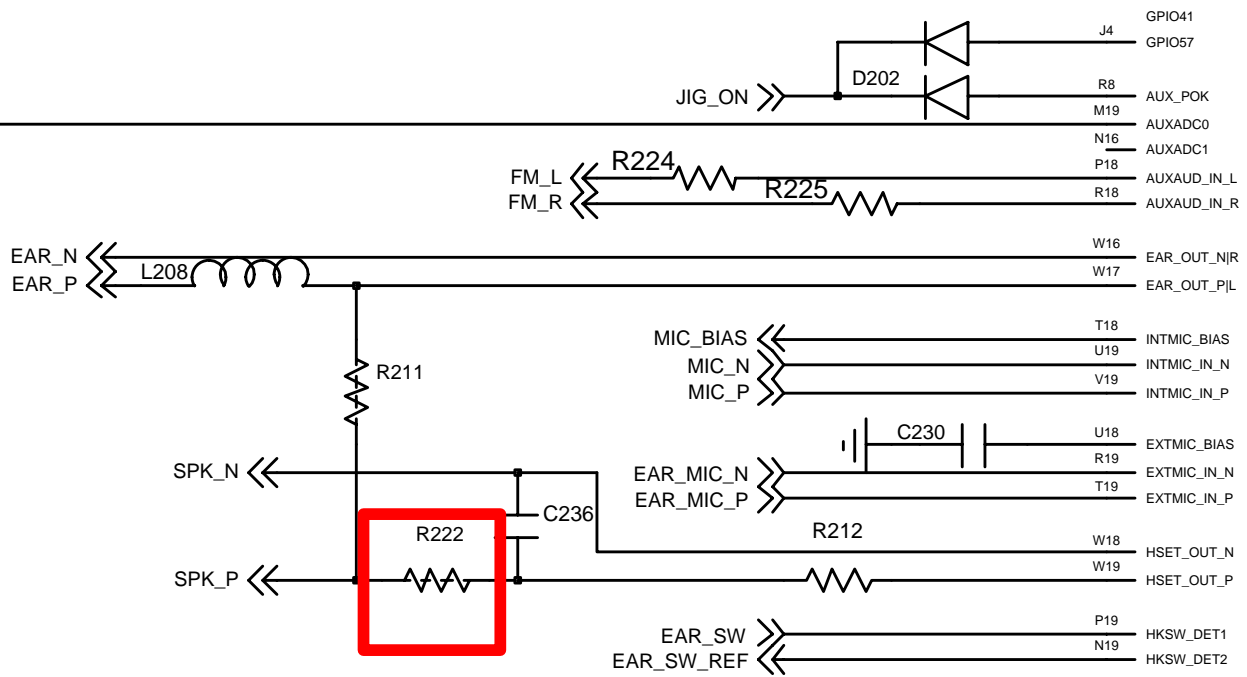 GPIO41
J4 GPIO57
D202
JIG_ON R8 AUX_POK
M19 AUXADC0
N16 AUXADC1
R224 P18 AUXAUD_IN_L
FM_L
R225 R18 AUXAUD_IN_R
FM_R
EAR_N W16 EAR_OUT_N|R
L208
EAR_P W17 EAR_OUT_P|L
MIC_BIAS T18 INTMIC_BIAS
MIC_N U19 INTMIC_IN_N
R211
MIC_P V19 INTMIC_IN_P
C230 U18 EXTMIC_BIAS
SPK_N EAR_MIC_N R19 EXTMIC_IN_N
EAR_MIC_P T19 EXTMIC_IN_P
C236
R222 R212
W18 HSET_OUT_N
SPK_P W19 HSET_OUT_P
EAR_SW P19 HKSW_DET1
EAR_SW_REF N19 HKSW_DET2